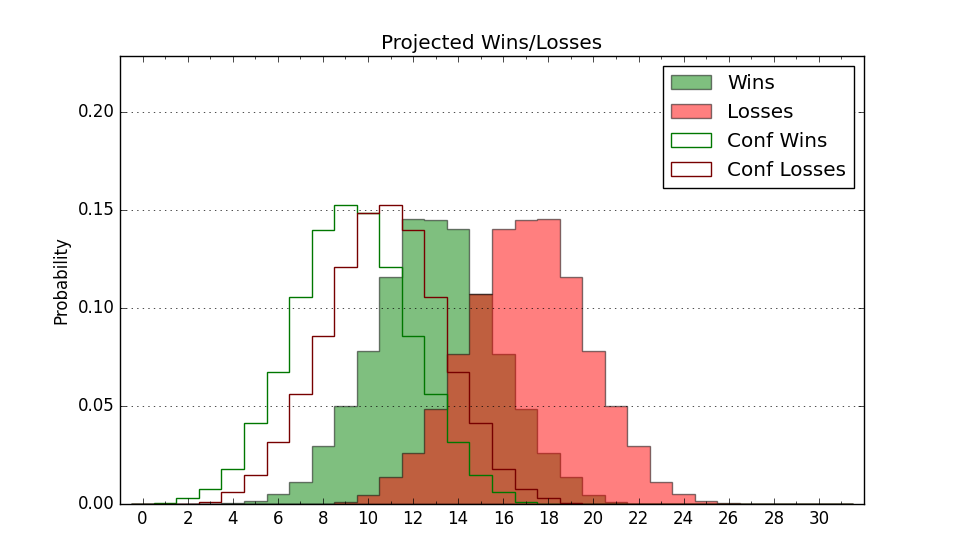 Projected Wins/Losses
Probability
0.20
0.15
0.10
0.05
0.00
0 2 4 6 8 10 12 14 16 18 20 22 24 26 28 30
Wins
Losses
Conf Wins
Conf Losses